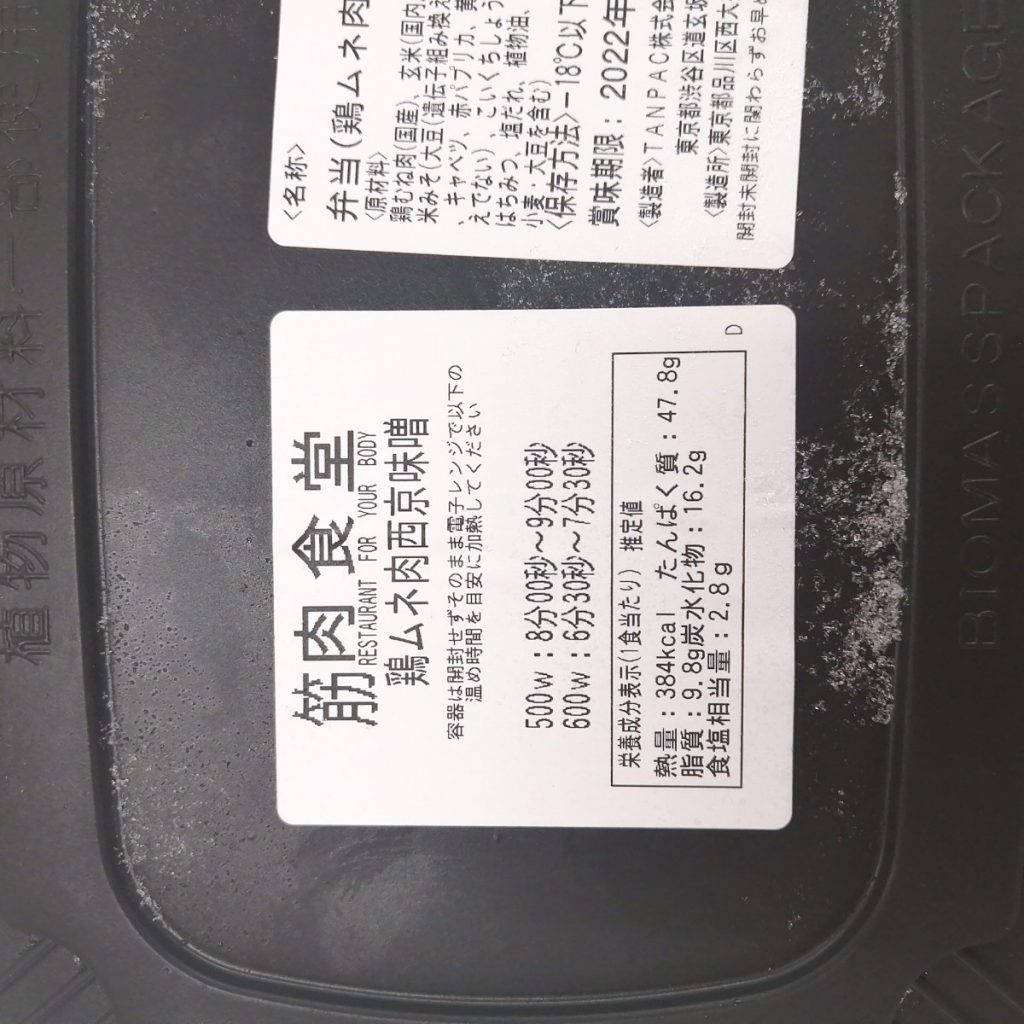 植物原材料一部使用
<名称>
弁当(鶏ムネ肉
<原材料>
鶏むね肉(国産)、玄米(国内
米みそ(大豆(遺伝子組み換え
、キャベツ、赤パプリカ、黄
えでない)、こいくちしょう
はちみつ、塩だれ、植物油、
小麦・大豆を含む)
<保存方法>−18℃以下
賞味期限：2022年
<製造者>TANPAC株式会
東京都渋谷区道玄坂
<製造所>東京都品川区西大
開封未開封に関わらずお早め
筋肉食堂
RESTAURANT FOR YOUR BODY
鶏ムネ肉西京味噌
容器は開封せずそのまま電子レンジで以下の
温め時間を目安に加熱してください
500w：8分00秒～9分00秒
600w：6分30秒～7分30秒
栄養成分表示(1食当たり) 推定値
熱量：384kcal たんぱく質：47.8g
脂質：9.8g炭水化物：16.2g
食塩相当量：2.8g
D
BIOMASSPACKAGE